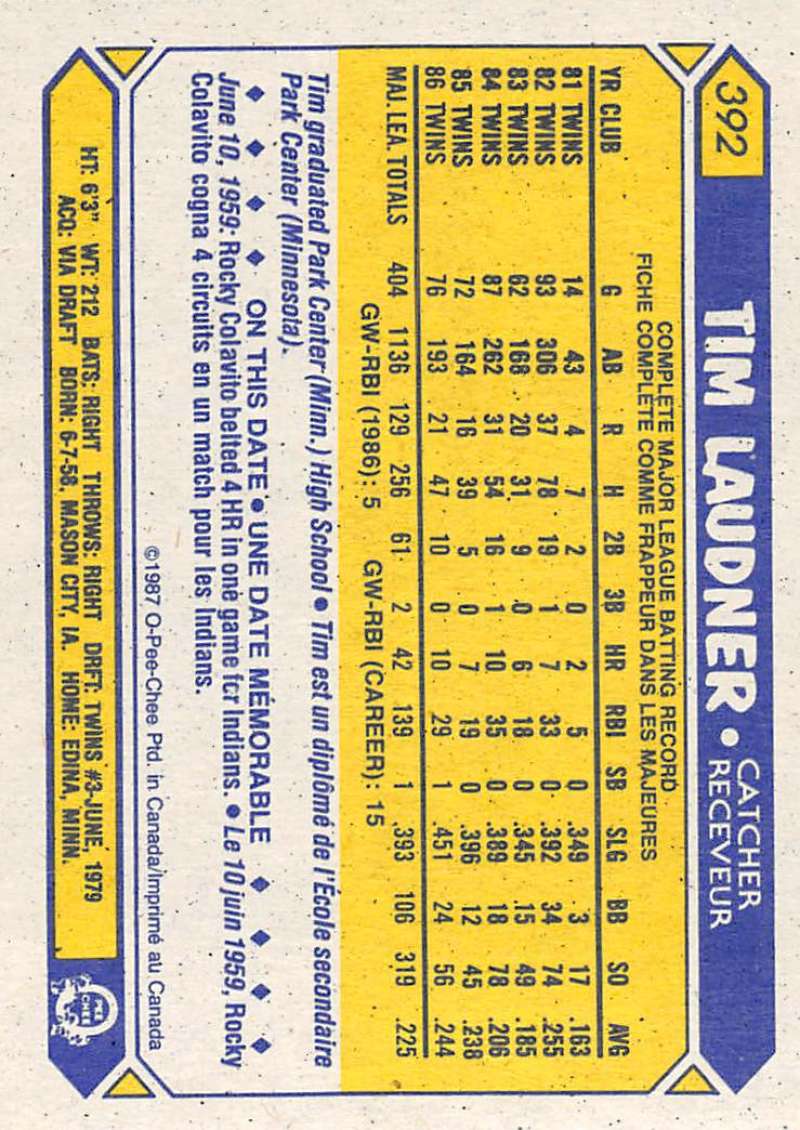 392
TIM LAUDNER • CATCHER
RECEVEUR
COMPLETE MAJOR LEAGUE BATTING RECORD
FICHE COMPLÈTE COMME FRAPPEUR DANS LES MAJEURES
YR CLUB G AB R H 2B 3B HR RBI SB SLG BB SO AVG
81 TWINS 14 43 4 7 2 0 2 5 0 .349 3 17 .163
82 TWINS 93 306 37 78 19 1 7 33 0 .392 34 74 .255
83 TWINS 62 168 20 31 9 0 6 18 0 .345 15 49 .185
84 TWINS 87 262 31 54 16 1 10 35 0 .389 18 78 .206
85 TWINS 72 164 16 39 5 0 7 19 0 .396 12 45 .238
86 TWINS 76 193 21 47 10 0 10 29 1 .451 24 56 .244
MAJ. LEA. TOTALS 404 1136 129 256 61 2 42 139 1 .393 106 319 .225
GW-RBI (1986): 5 GW-RBI (CAREER): 15
Tim graduated Park Center (Minn.) High School • Tim est un diplômé de l'École secondaire
Park Center (Minnesota).
ON THIS DATE • UNE DATE MÉMORABLE
June 10, 1959: Rocky Colavito belted 4 HR in one game for Indians. • Le 10 juin 1959, Rocky
Colavito cogna 4 circuits en un match pour les Indians.
©1987 O-Pee-Chee Ptd. in Canada/Imprimé au Canada
HT: 6'3" WT: 212 BATS: RIGHT THROWS: RIGHT DRFT: TWINS #3-JUNE, 1979
ACQ: VIA DRAFT BORN: 6-7-58, MASON CITY, IA. HOME: EDINA, MINN.
O PEE CHEE